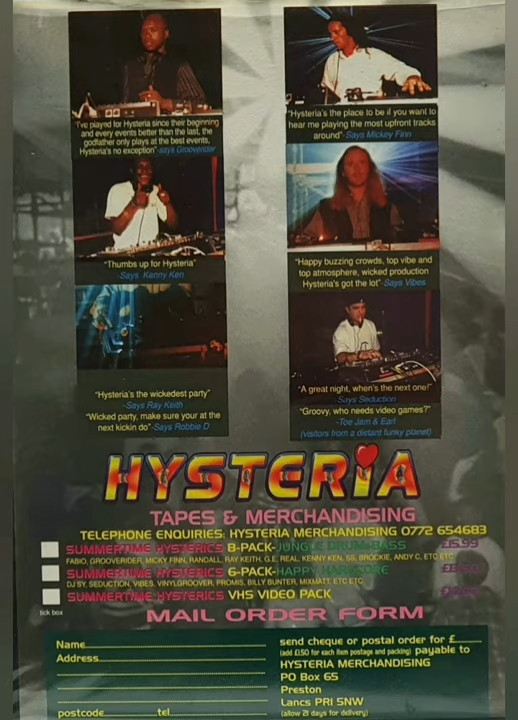 "I've played for Hysteria since their beginning
and every events better than the last, the
godfather only plays at the best events,
Hysteria's no exception"-says Grooverider
"Thumbs up for Hysteria"
-Says Kenny Ken
"Hysteria's the wickedest party"
-Says Ray Keith
"Wicked party, make sure your at the
next kickin do"-Says Robbie D
"Hysteria's the place to be if you want to
hear me playing the most upfront tracks
around"-Says Mickey Finn
"Happy buzzing crowds, top vibe and
top atmosphere, wicked production
Hysteria's got the lot"-Says Vibes
"A great night, when's the next one!"
-Says Seduction
"Groovy, who needs video games?"
-Toe Jam & Earl
(visitors from a distant funky planet)
HYSTERIA
TAPES & MERCHANDISING
TELEPHONE ENQUIRIES: HYSTERIA MERCHANDISING 0772 654683
SUMMERTIME HYSTERICS 8-PACK-JUNGLE DRUM+BASS £15.99
FABIO, GROOVERIDER, MICKY FINN, RANDALL, RAY KEITH, G.E. REAL, KENNY KEN, SS, BROCKIE, ANDY C, ETC ETC
SUMMERTIME HYSTERICS 6-PACK-HAPPY HARDCORE
DJ SY, SEDUCTION, VIBES, VINYLGROOVER, PROMIS, BILLY BUNTER, MIXMATT, ETC ETC
SUMMERTIME HYSTERICS VHS VIDEO PACK
tick box
MAIL ORDER FORM
Name
Address
postcode tel
send cheque or postal order for £
(add £1.50 for each item postage and packing) payable to
HYSTERIA MERCHANDISING
PO Box 65
Preston
Lancs PR1 5NW
(allow 21 days for delivery)